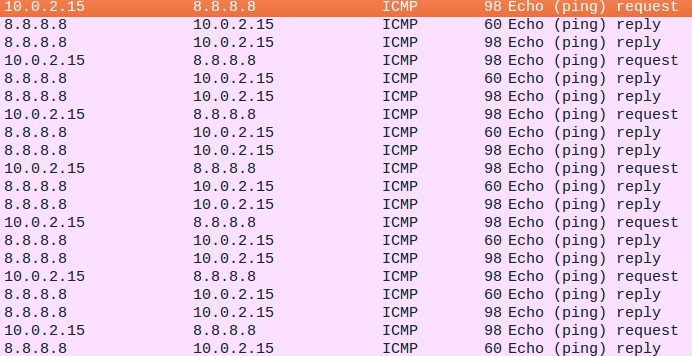 10.0.2.15 8.8.8.8 ICMP 98 Echo (ping) request
8.8.8.8 10.0.2.15 ICMP 60 Echo (ping) reply
8.8.8.8 10.0.2.15 ICMP 98 Echo (ping) reply
10.0.2.15 8.8.8.8 ICMP 98 Echo (ping) request
8.8.8.8 10.0.2.15 ICMP 60 Echo (ping) reply
8.8.8.8 10.0.2.15 ICMP 98 Echo (ping) reply
10.0.2.15 8.8.8.8 ICMP 98 Echo (ping) request
8.8.8.8 10.0.2.15 ICMP 60 Echo (ping) reply
8.8.8.8 10.0.2.15 ICMP 98 Echo (ping) reply
10.0.2.15 8.8.8.8 ICMP 98 Echo (ping) request
8.8.8.8 10.0.2.15 ICMP 60 Echo (ping) reply
8.8.8.8 10.0.2.15 ICMP 98 Echo (ping) reply
10.0.2.15 8.8.8.8 ICMP 98 Echo (ping) request
8.8.8.8 10.0.2.15 ICMP 60 Echo (ping) reply
8.8.8.8 10.0.2.15 ICMP 98 Echo (ping) reply
10.0.2.15 8.8.8.8 ICMP 98 Echo (ping) request
8.8.8.8 10.0.2.15 ICMP 60 Echo (ping) reply
8.8.8.8 10.0.2.15 ICMP 98 Echo (ping) reply
10.0.2.15 8.8.8.8 ICMP 98 Echo (ping) request
8.8.8.8 10.0.2.15 ICMP 60 Echo (ping) reply